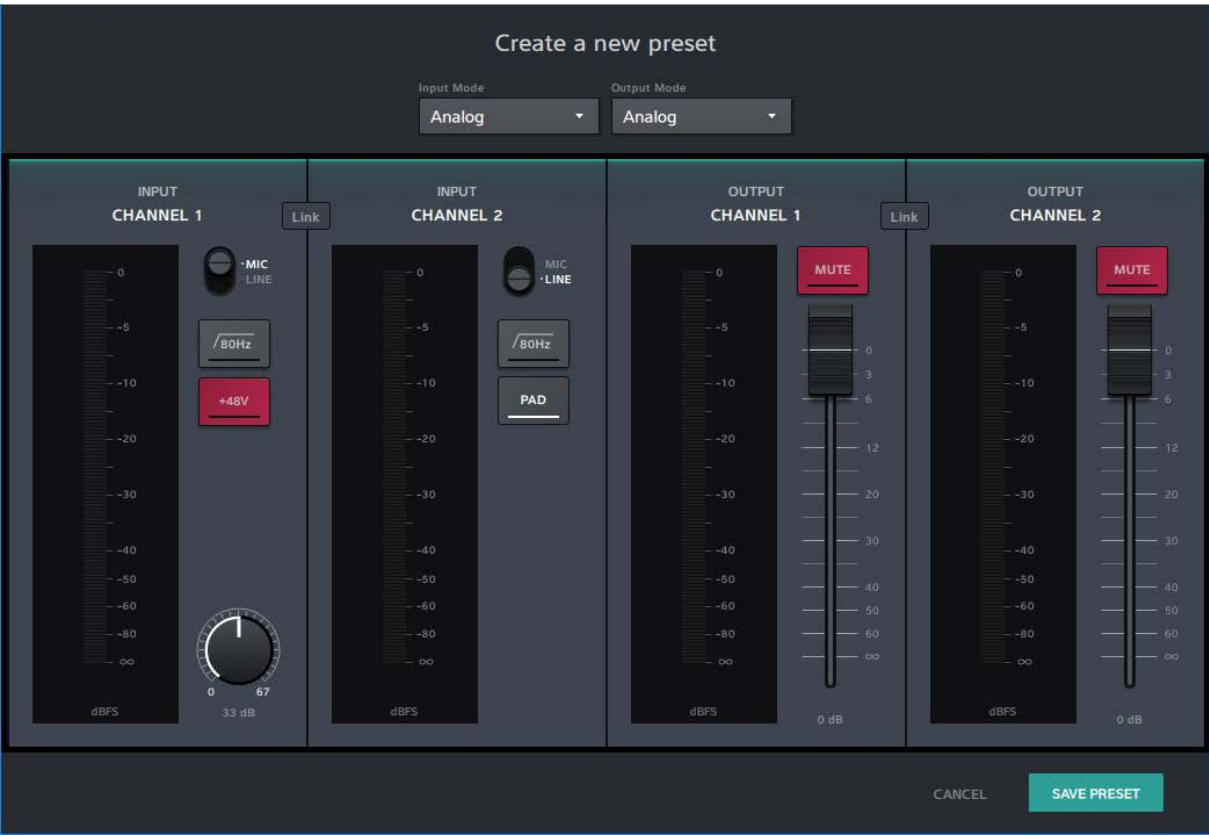 Create a new preset
Input Mode
Output Mode
Analog
Analog
INPUT
CHANNEL 1
Link
MIC
LINE
0
-5
-10
-20
-30
-40
-50
-60
-80
∞
dBFS
80Hz
+48V
0 67
33 dB
INPUT
CHANNEL 2
MIC
LINE
0
-5
-10
-20
-30
-40
-50
-60
-80
∞
dBFS
80Hz
PAD
OUTPUT
CHANNEL 1
Link
0
-5
-10
-20
-30
-40
-50
-60
-80
∞
dBFS
MUTE
0
3
6
12
20
30
40
50
60
∞
0 dB
OUTPUT
CHANNEL 2
0
-5
-10
-20
-30
-40
-50
-60
-80
∞
dBFS
MUTE
0
3
6
12
20
30
40
50
60
∞
0 dB
CANCEL
SAVE PRESET